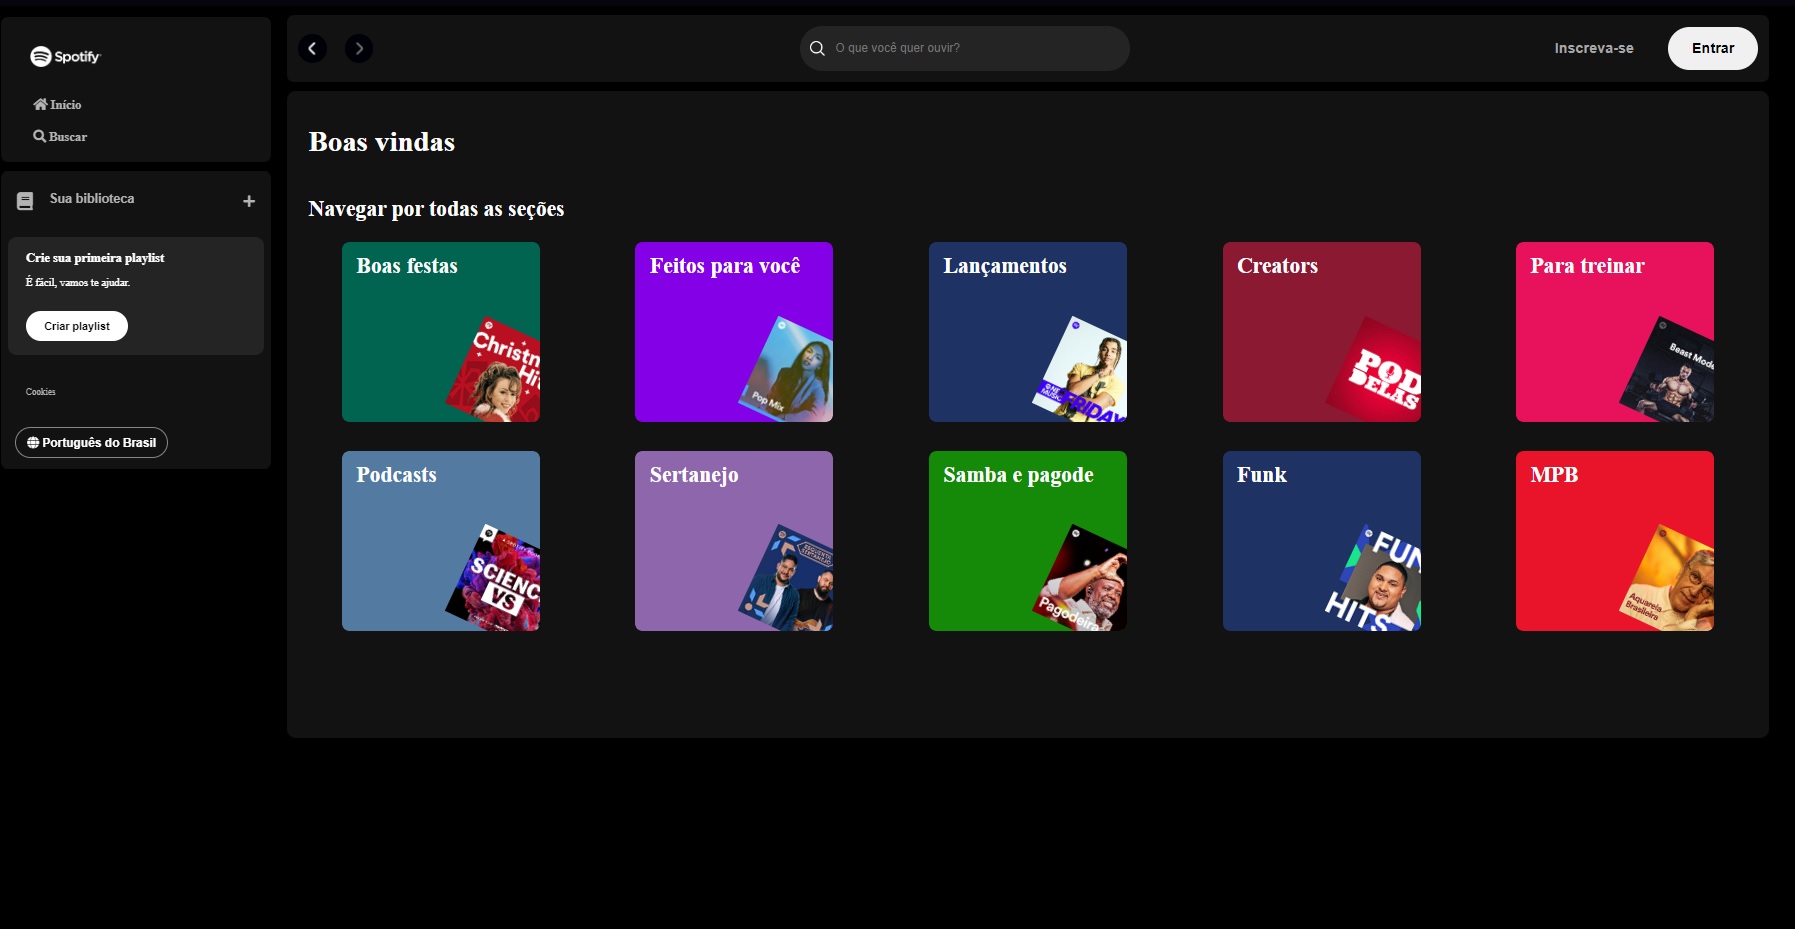 Spotify
Início
Buscar
Sua biblioteca
Crie sua primeira playlist
É fácil, vamos te ajudar.
Criar playlist
Cookies
Português do Brasil
O que você quer ouvir?
Inscreva-se
Entrar
Boas vindas
Navegar por todas as seções
Boas festas
Christm
Hit
Feitos para você
Pop Mix
Lançamentos
FRIDAY
Creators
POD
DELAS
Para treinar
Beast Mode
Podcasts
SCIENC
VS
Sertanejo
ESQUENTA
SERTANEJO
Samba e pagode
Pagodeira
Funk
FUN
HITS
MPB
Aquarela
Brasileira